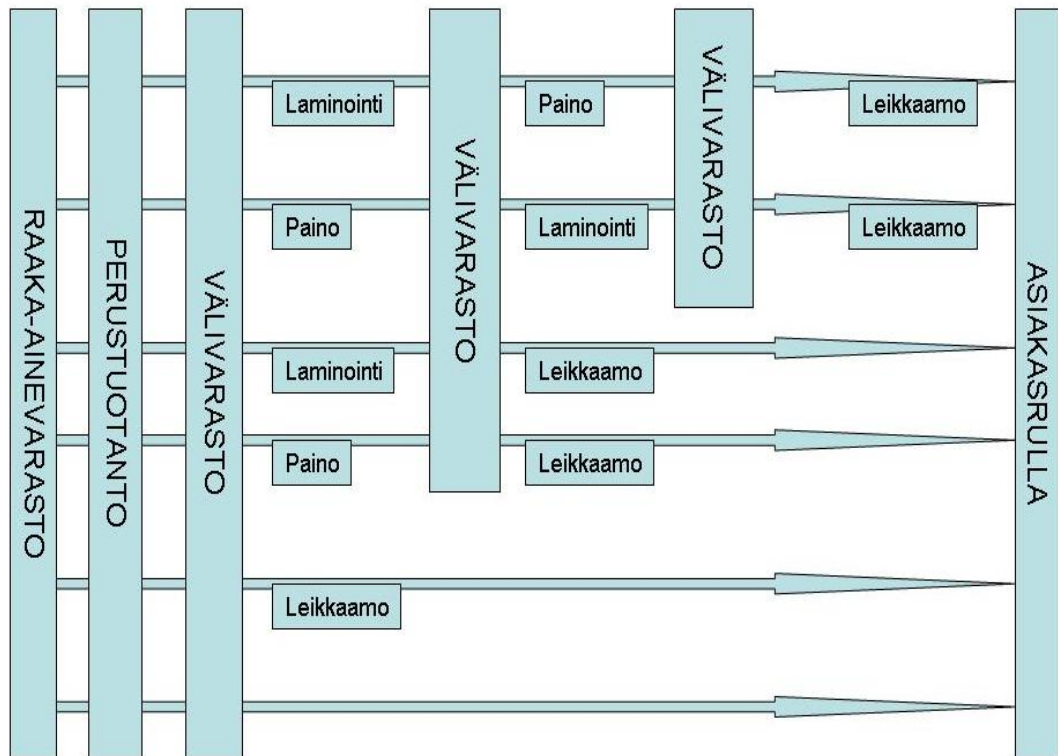 RAAKA-AINEVARASTO
PERUSTUOTANTO
VÄLIVARASTO
VÄLIVARASTO
VÄLIVARASTO
ASIAKASRULLA
Laminointi
Paino
Leikkaamo
Paino
Laminointi
Leikkaamo
Laminointi
Leikkaamo
Paino
Leikkaamo
Leikkaamo